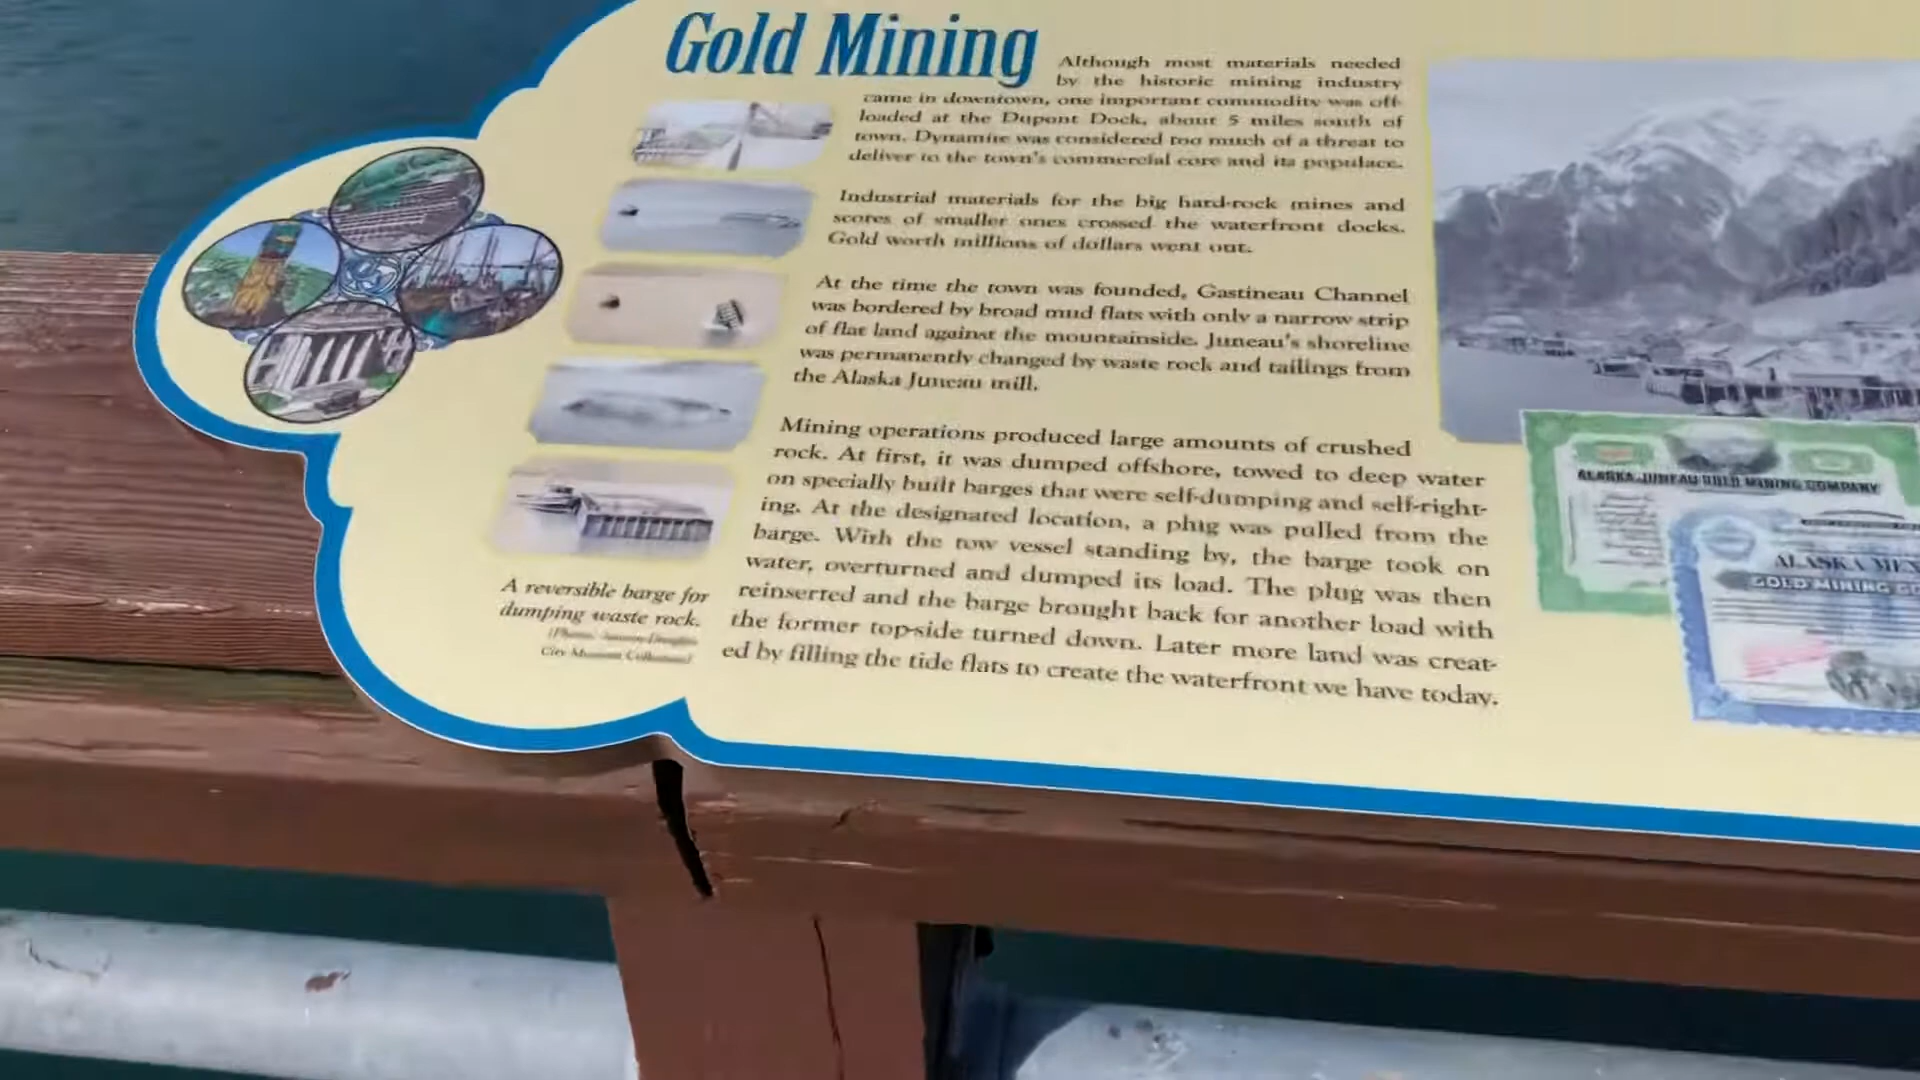 Gold Mining
Although most materials needed
by the historic mining industry
came in downtown, one important commodity was off-
loaded at the Dupont Dock, about 5 miles south of
town. Dynamite was considered too much of a threat to
deliver to the town's commercial core and its populace.
Industrial materials for the big hard-rock mines and
scores of smaller ones crossed the waterfront docks.
Gold worth millions of dollars went out.
At the time the town was founded, Gastineau Channel
was bordered by broad mud flats with only a narrow strip
of flat land against the mountainside. Juneau's shoreline
was permanently changed by waste rock and tailings from
the Alaska Juneau mill.
Mining operations produced large amounts of crushed
rock. At first, it was dumped offshore, towed to deep water
on specially built barges that were self-dumping and self-right-
ing. At the designated location, a plug was pulled from the
barge. With the tow vessel standing by, the barge took on
water, overturned and dumped its load. The plug was then
reinserted and the barge brought back for another load with
the former top-side turned down. Later more land was creat-
ed by filling the tide flats to create the waterfront we have today.
A reversible barge for
dumping waste rock.
City Museum
ALASKA JUNEAU GOLD MINING COMPANY
ALASKA MEX
GOLD MINING CO